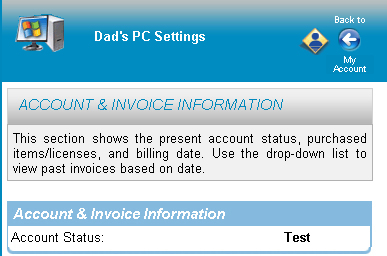 Dad's PC Settings
Back to
My
Account
ACCOUNT & INVOICE INFORMATION
This section shows the present account status, purchased
items/licenses, and billing date. Use the drop-down list to
view past invoices based on date.
Account & Invoice Information
Account Status: Test